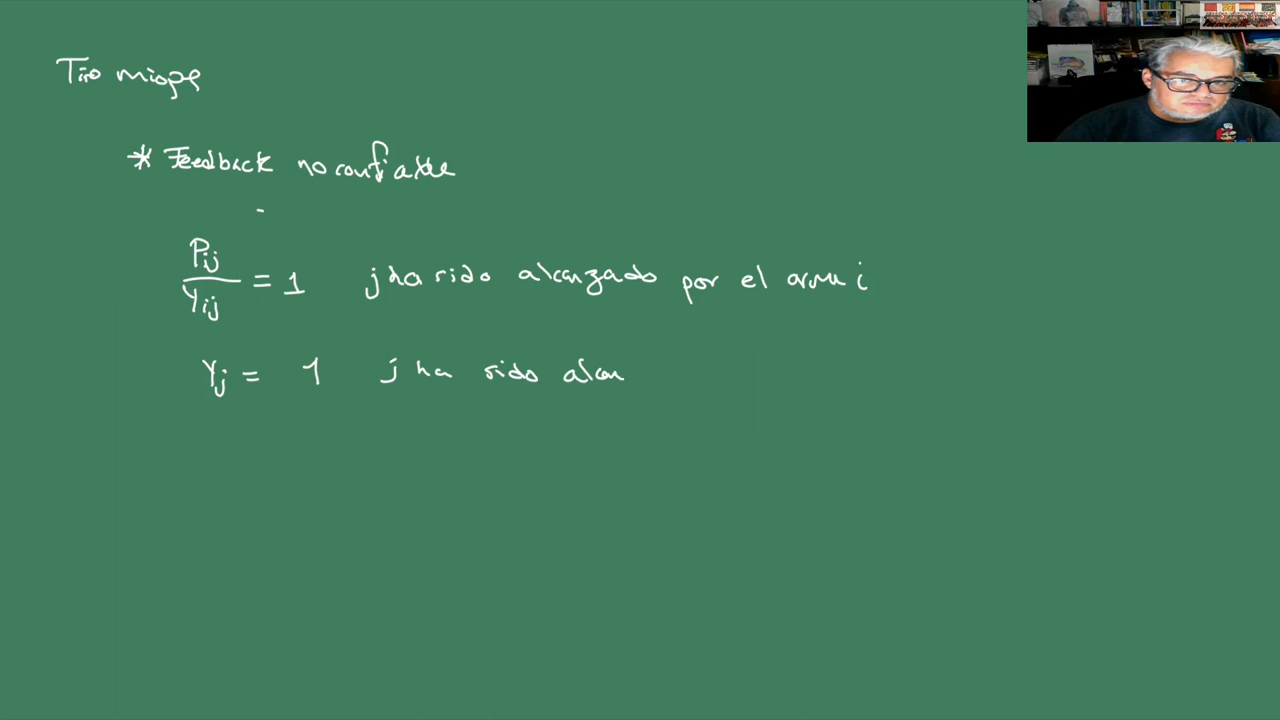 Tiro miope
* Feedback no confiable
Pij
Yij = 1 j ha sido alcanzado por el arma i
Yj = 1 j ha sido alcan